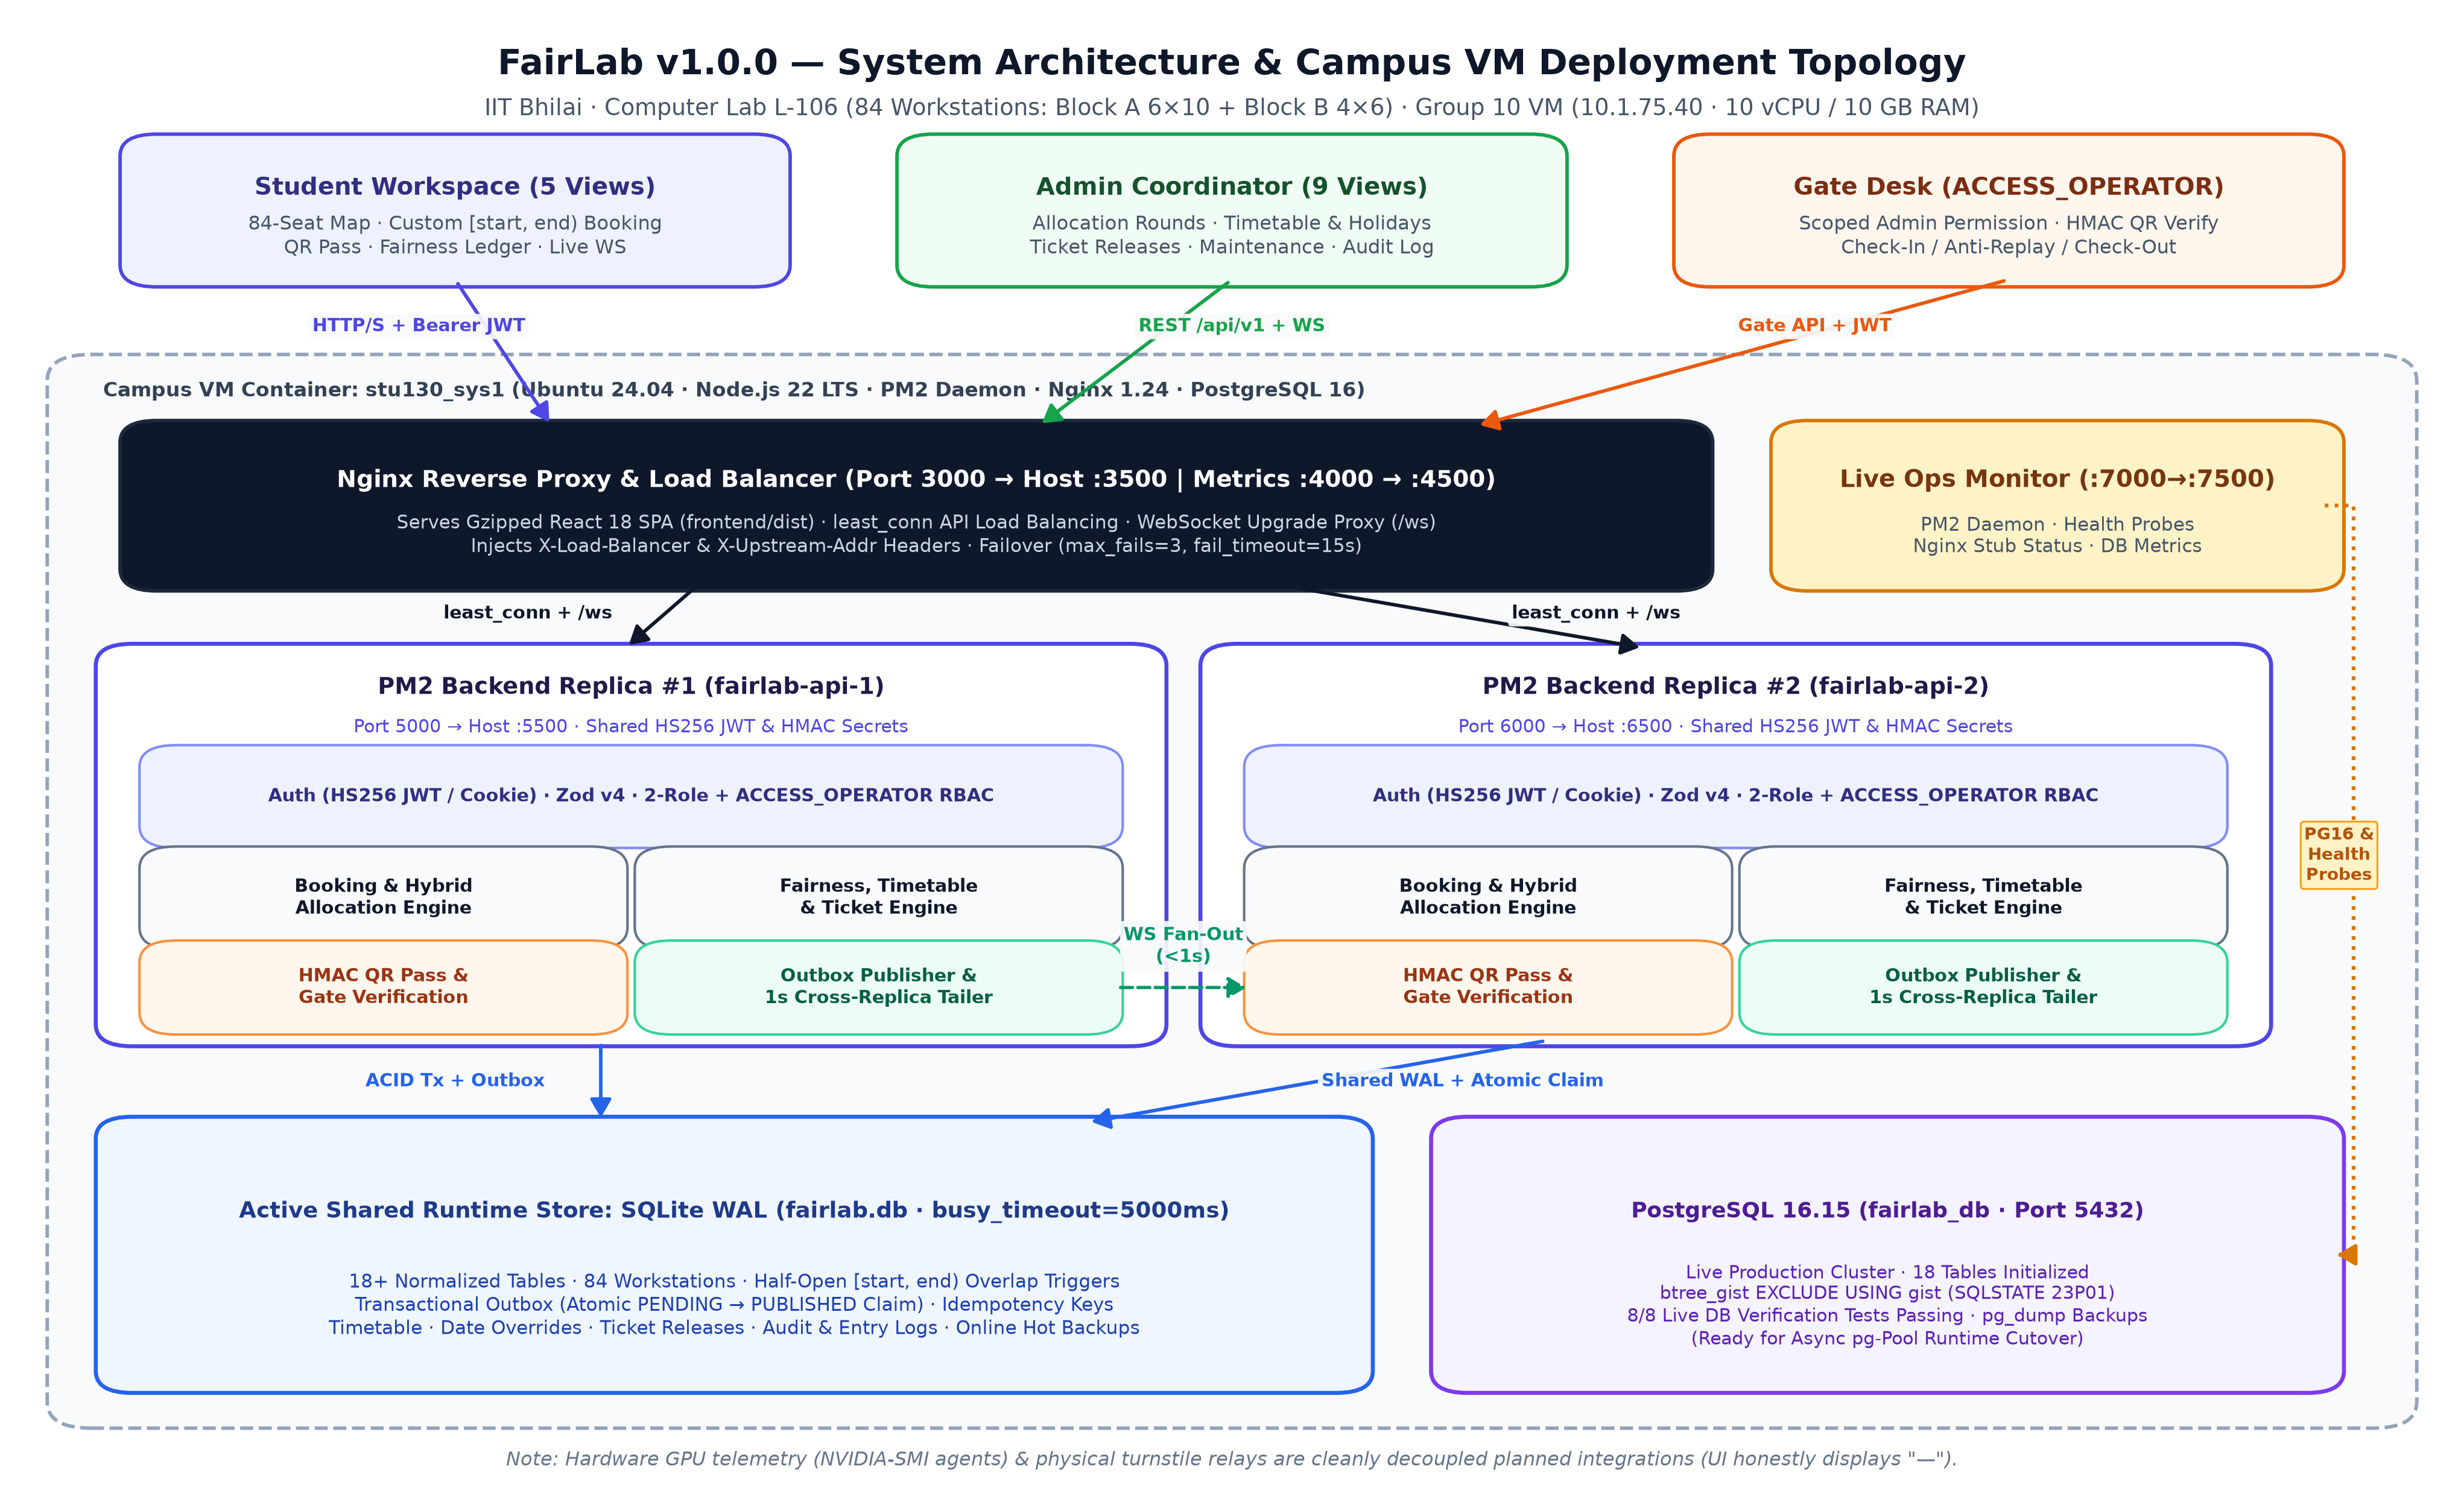 FairLab v1.0.0 — System Architecture & Campus VM Deployment Topology
IIT Bhilai · Computer Lab L-106 (84 Workstations: Block A 6×10 + Block B 4×6) · Group 10 VM (10.1.75.40 · 10 vCPU / 10 GB RAM)
Student Workspace (5 Views)
84-Seat Map · Custom [start, end) Booking
QR Pass · Fairness Ledger · Live WS
Admin Coordinator (9 Views)
Allocation Rounds · Timetable & Holidays
Ticket Releases · Maintenance · Audit Log
Gate Desk (ACCESS_OPERATOR)
Scoped Admin Permission · HMAC QR Verify
Check-In / Anti-Replay / Check-Out
HTTP/S + Bearer JWT
REST /api/v1 + WS
Gate API + JWT
Campus VM Container: stu130_sys1 (Ubuntu 24.04 · Node.js 22 LTS · PM2 Daemon · Nginx 1.24 · PostgreSQL 16)
Nginx Reverse Proxy & Load Balancer (Port 3000 → Host :3500 | Metrics :4000 → :4500)
Serves Gzipped React 18 SPA (frontend/dist) · least_conn API Load Balancing · WebSocket Upgrade Proxy (/ws)
Injects X-Load-Balancer & X-Upstream-Addr Headers · Failover (max_fails=3, fail_timeout=15s)
Live Ops Monitor (:7000→:7500)
PM2 Daemon · Health Probes
Nginx Stub Status · DB Metrics
least_conn + /ws
least_conn + /ws
PM2 Backend Replica #1 (fairlab-api-1)
Port 5000 → Host :5500 · Shared HS256 JWT & HMAC Secrets
Auth (HS256 JWT / Cookie) · Zod v4 · 2-Role + ACCESS_OPERATOR RBAC
Booking & Hybrid
Allocation Engine
Fairness, Timetable
& Ticket Engine
HMAC QR Pass &
Gate Verification
Outbox Publisher &
1s Cross-Replica Tailer
WS Fan-Out
(<1s)
PM2 Backend Replica #2 (fairlab-api-2)
Port 6000 → Host :6500 · Shared HS256 JWT & HMAC Secrets
Auth (HS256 JWT / Cookie) · Zod v4 · 2-Role + ACCESS_OPERATOR RBAC
Booking & Hybrid
Allocation Engine
Fairness, Timetable
& Ticket Engine
HMAC QR Pass &
Gate Verification
Outbox Publisher &
1s Cross-Replica Tailer
PG16 &
Health
Probes
ACID Tx + Outbox
Shared WAL + Atomic Claim
Active Shared Runtime Store: SQLite WAL (fairlab.db · busy_timeout=5000ms)
18+ Normalized Tables · 84 Workstations · Half-Open [start, end) Overlap Triggers
Transactional Outbox (Atomic PENDING → PUBLISHED Claim) · Idempotency Keys
Timetable · Date Overrides · Ticket Releases · Audit & Entry Logs · Online Hot Backups
PostgreSQL 16.15 (fairlab_db · Port 5432)
Live Production Cluster · 18 Tables Initialized
btree_gist EXCLUDE USING gist (SQLSTATE 23P01)
8/8 Live DB Verification Tests Passing · pg_dump Backups
(Ready for Async pg-Pool Runtime Cutover)
Note: Hardware GPU telemetry (NVIDIA-SMI agents) & physical turnstile relays are cleanly decoupled planned integrations (UI honestly displays "—").